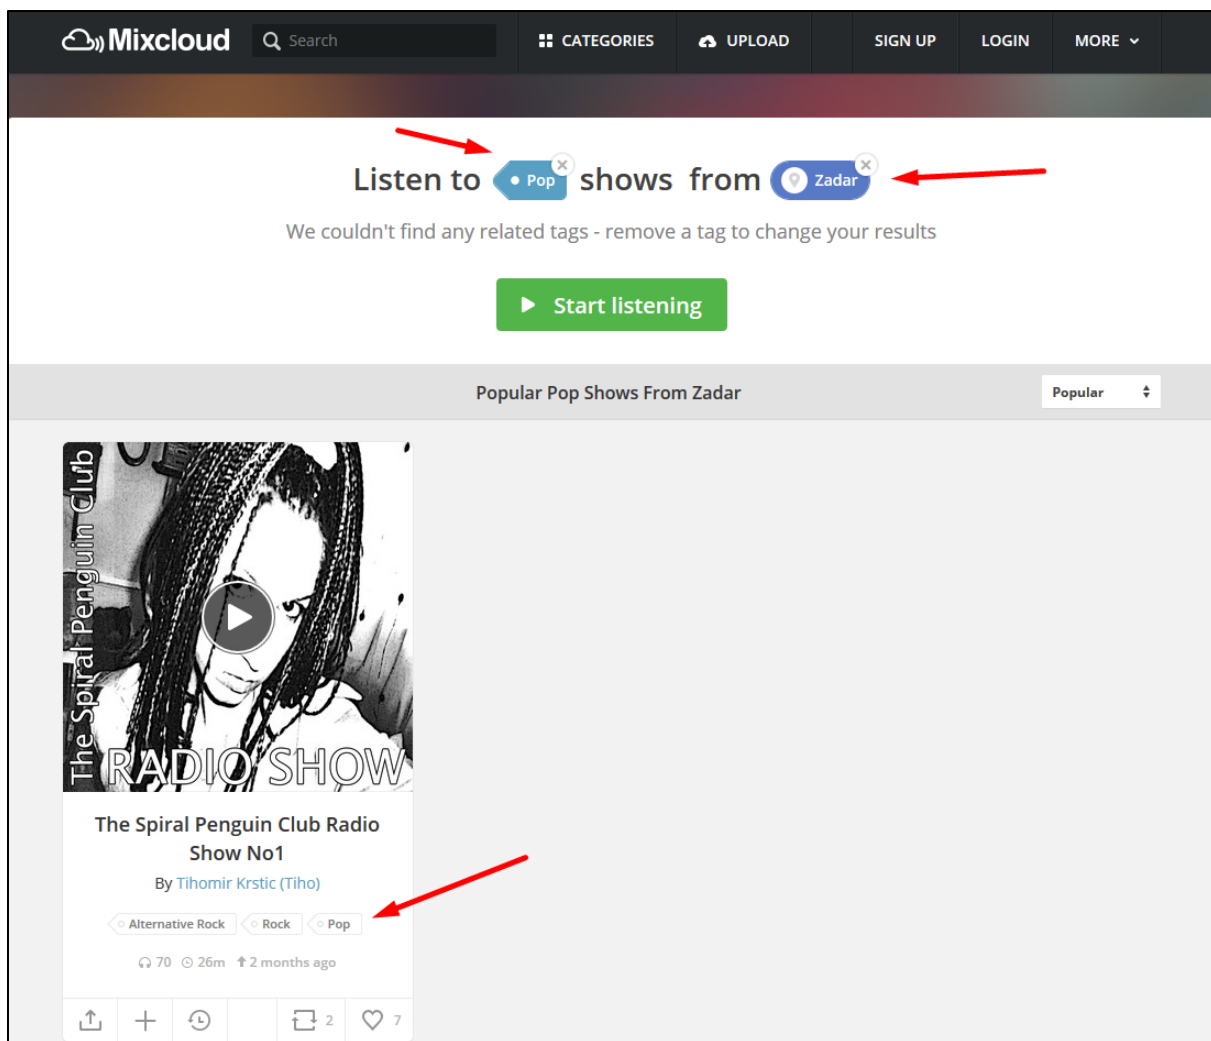 Mixcloud Search CATEGORIES UPLOAD SIGN UP LOGIN MORE
Listen to Pop shows from Zadar
We couldn't find any related tags - remove a tag to change your results
Start listening
Popular Pop Shows From Zadar
Popular
The Spiral Penguin Club
RADIO SHOW
The Spiral Penguin Club Radio
Show No1
By Tihomir Krstic (Tiho)
Alternative Rock Rock Pop
70 26m 2 months ago
2 7